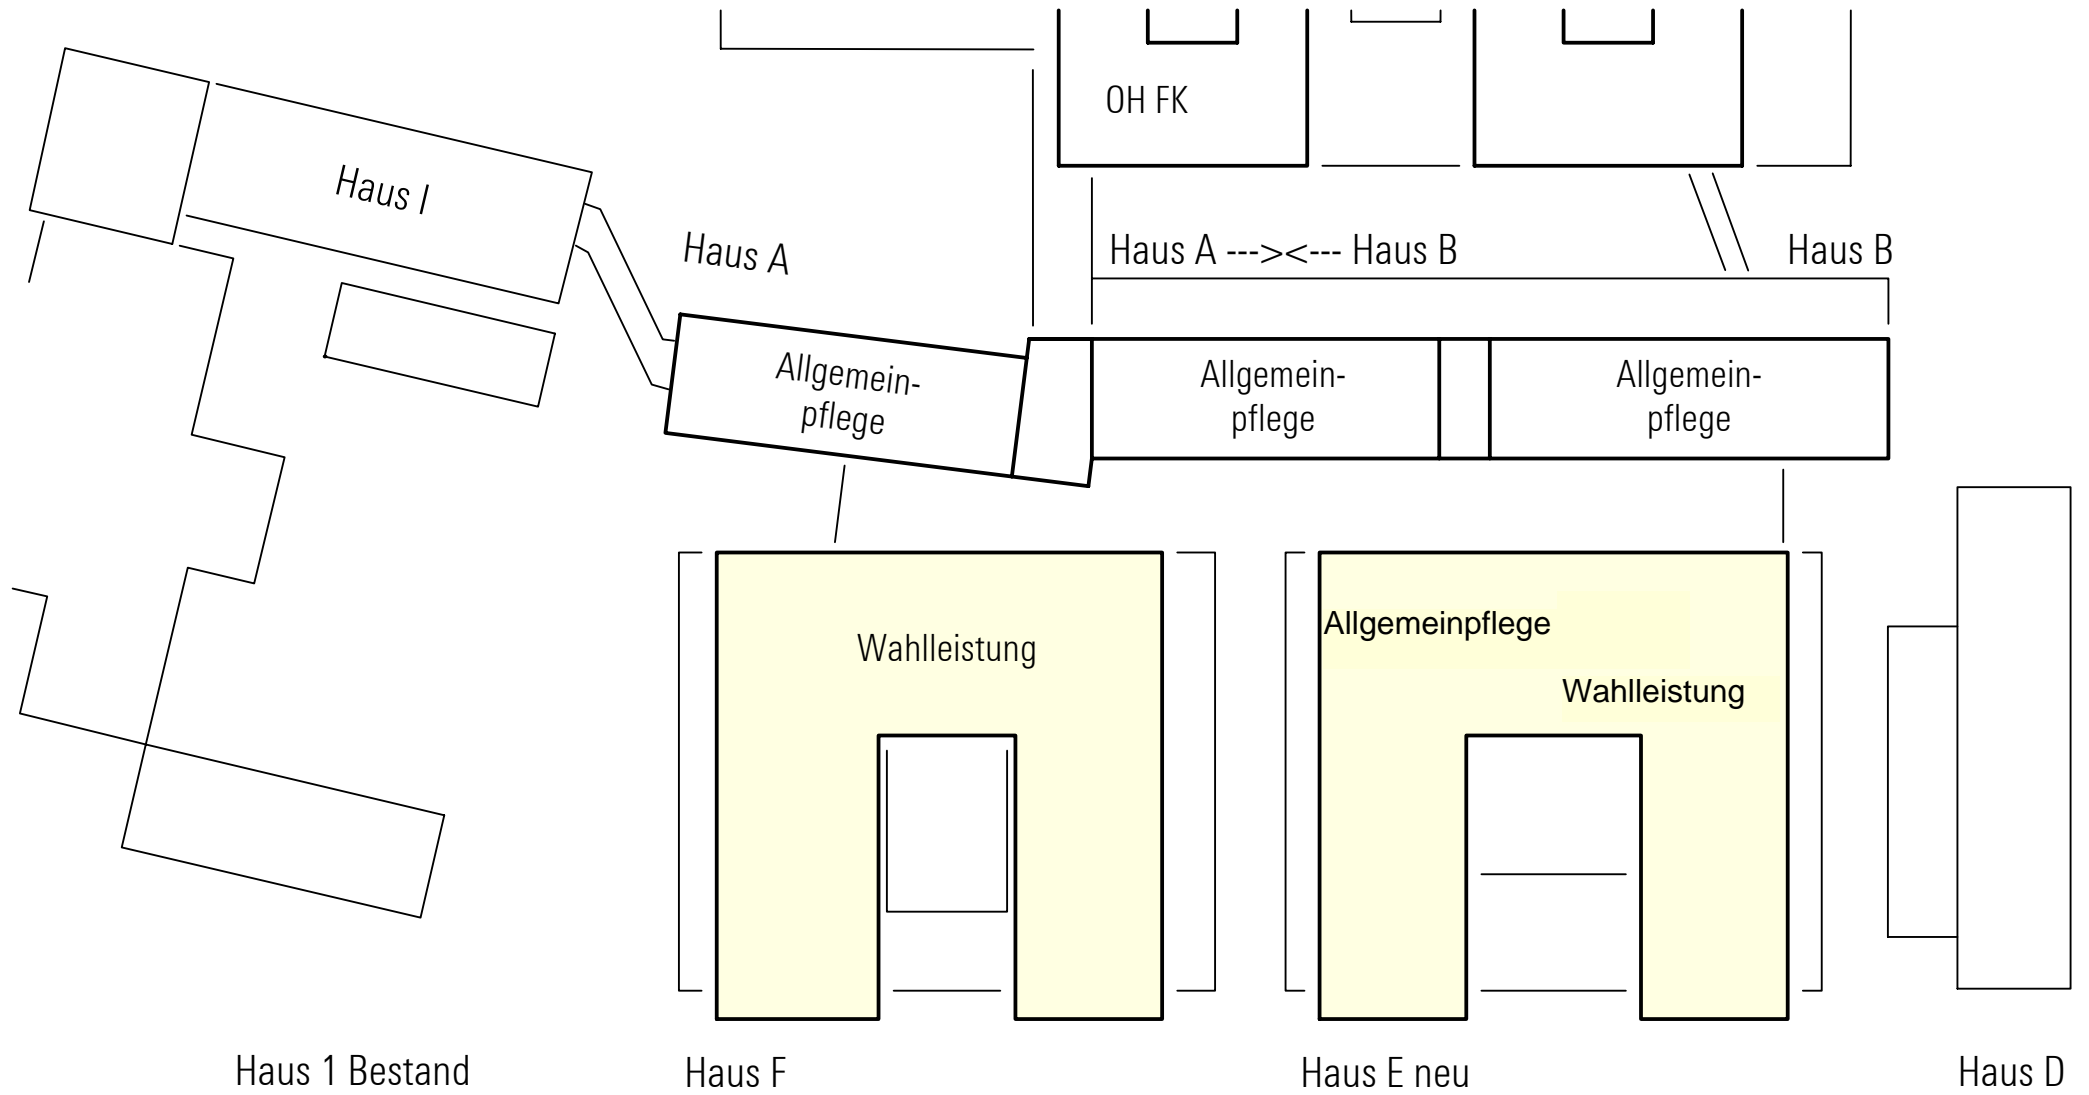 OH FK
Haus I
Haus A
Haus A ---><--- Haus B
Haus B
Allgemein-
pflege
Allgemein-
pflege
Allgemein-
pflege
Wahlleistung
Allgemeinpflege
Wahlleistung
Haus 1 Bestand
Haus F
Haus E neu
Haus D